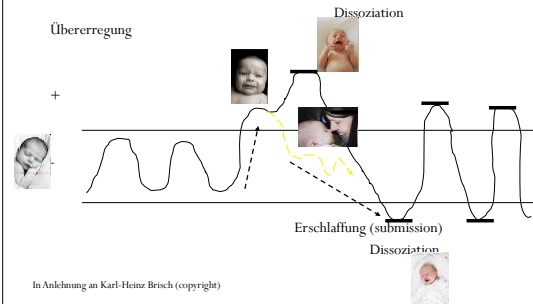 Dissoziation
Übererregung
+
-
Erschlaffung (submission)
Dissoziation
In Anlehnung an Karl-Heinz Brisch (copyright)